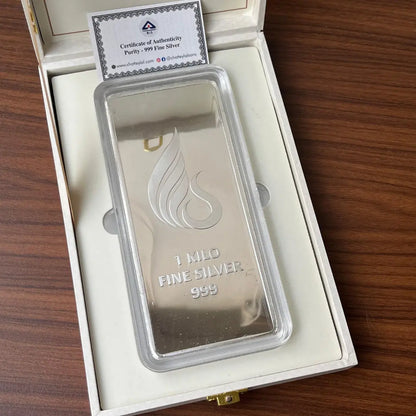 Certificate of Authenticity
Purity - 999 Fine Silver
1 KILO
FINE SILVER
999